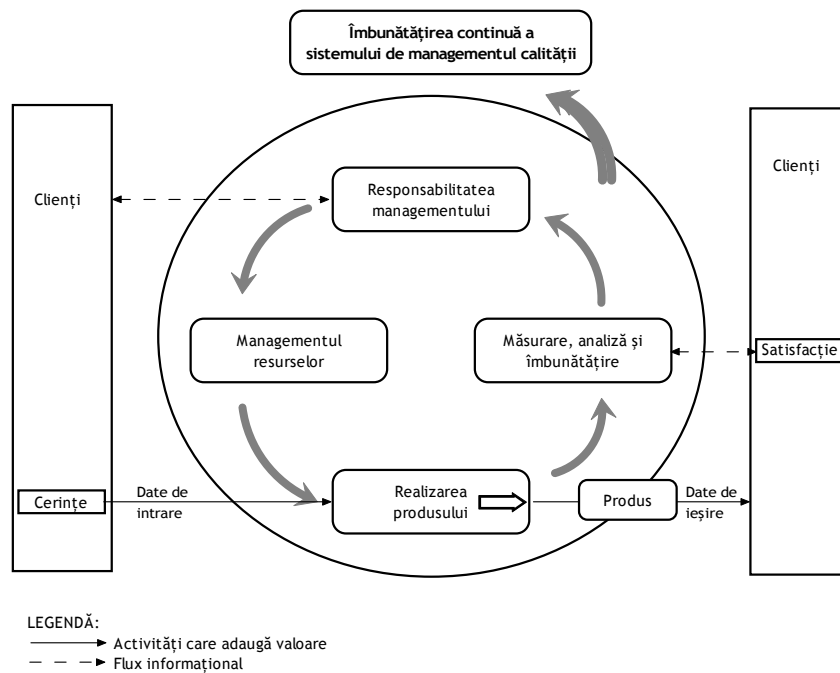 Îmbunătățirea continuă a
sistemului de managementul calității
Clienți
Responsabilitatea
managementului
Clienți
Managementul
resurselor
Măsurare, analiză și
îmbunătățire
Satisfacție
Cerințe
Date de
intrare
Realizarea
produsului
Produs
Date de
ieșire
LEGENDĂ:
Activități care adaugă valoare
Flux informațional